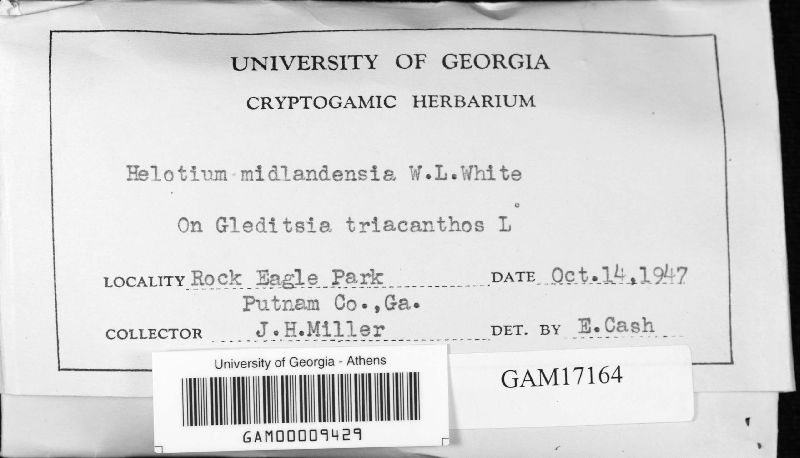 UNIVERSITY OF GEORGIA
CRYPTOGAMIC HERBARIUM
Helotium midlandensia W.L.White
On Gleditsia triacanthos L.
LOCALITY Rock Eagle Park DATE Oct.14,1947
Putnam Co.,Ga.
COLLECTOR J.H.Miller DET. BY E.Cash
University of Georgia - Athens
GAM00009429
GAM17164